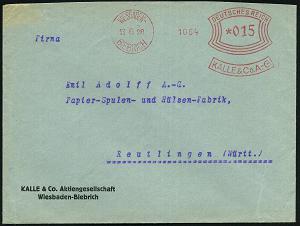 WIESBADEN-
BIEBRICH
1004
DEUTSCHES REICH
*015
KALLE & Co. A.-G.
Firma
Emil Adolff A.-G.
Papier-Spulen- und Hülsen-Fabrik,
Reutlingen (Württ.)
KALLE & Co. Aktiengesellschaft
Wiesbaden-Biebrich